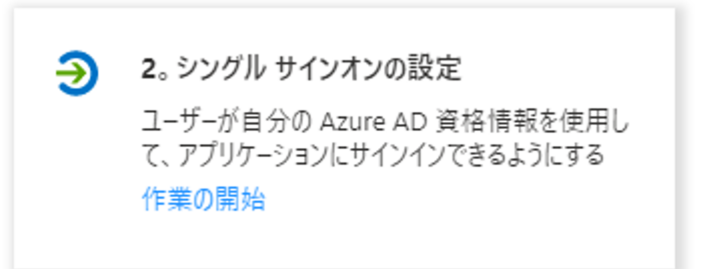 2。シングル サインオンの設定
ユーザーが自分の Azure AD 資格情報を使用し
て、アプリケーションにサインインできるようにする
作業の開始